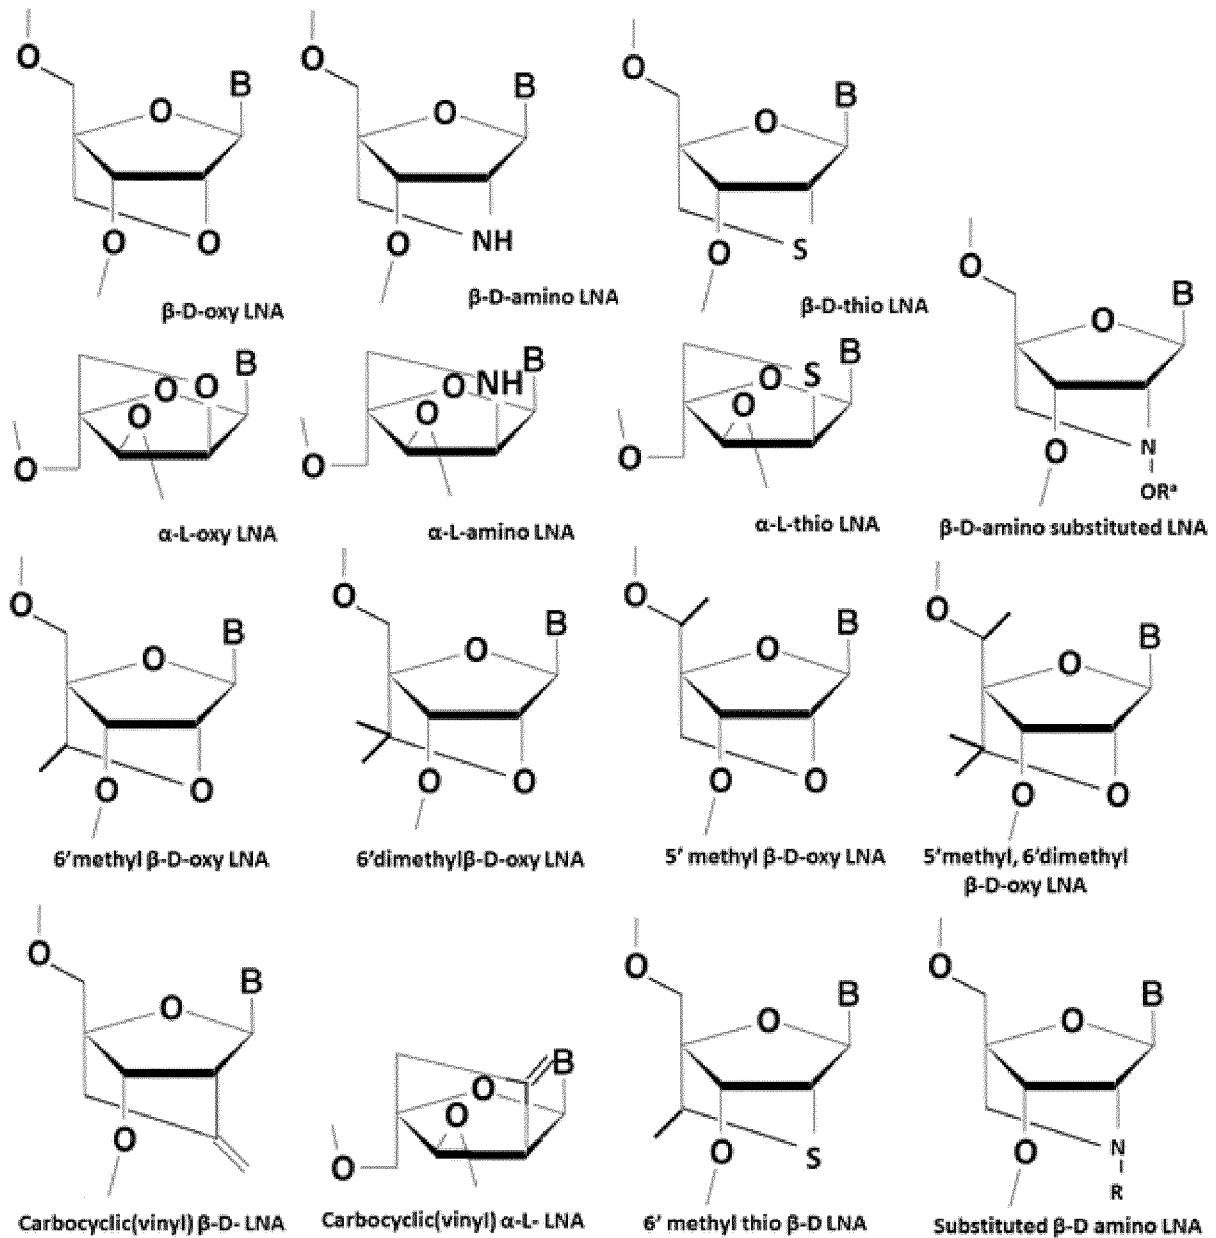 O B O
O O
β-D-oxy LNA
O B O
O NH
β-D-amino LNA
O B O
O S
β-D-thio LNA
O B O
O N
ORª
β-D-amino substituted LNA
O O B
O
O
α-L-oxy LNA
O NH B
O
O
α-L-amino LNA
O S B
O
O
α-L-thio LNA
O B
O
O O
6'methyl β-D-oxy LNA
O B
O
O O
6'dimethylβ-D-oxy LNA
O B
O
O O
5' methyl β-D-oxy LNA
O B
O
O O
5'methyl, 6'dimethyl
β-D-oxy LNA
O B
O
O
Carbocyclic(vinyl) β-D- LNA
B
O
O
O
Carbocyclic(vinyl) α-L- LNA
O B
O
O S
6' methyl thio β-D LNA
O B
O
O N
R
Substituted β-D amino LNA